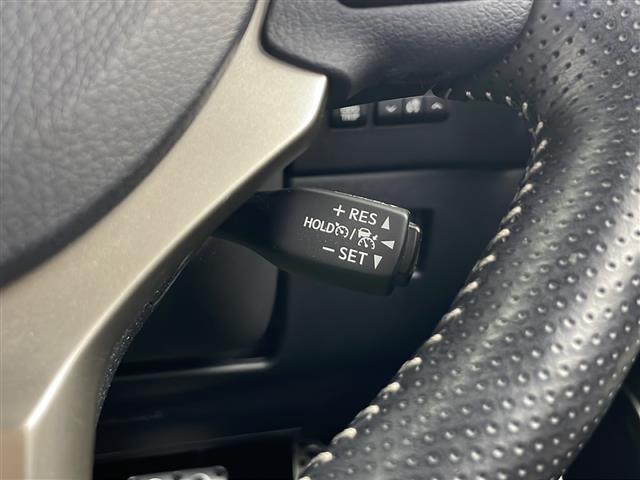 + RES ▲
HOLD / ◀
− SET ▼